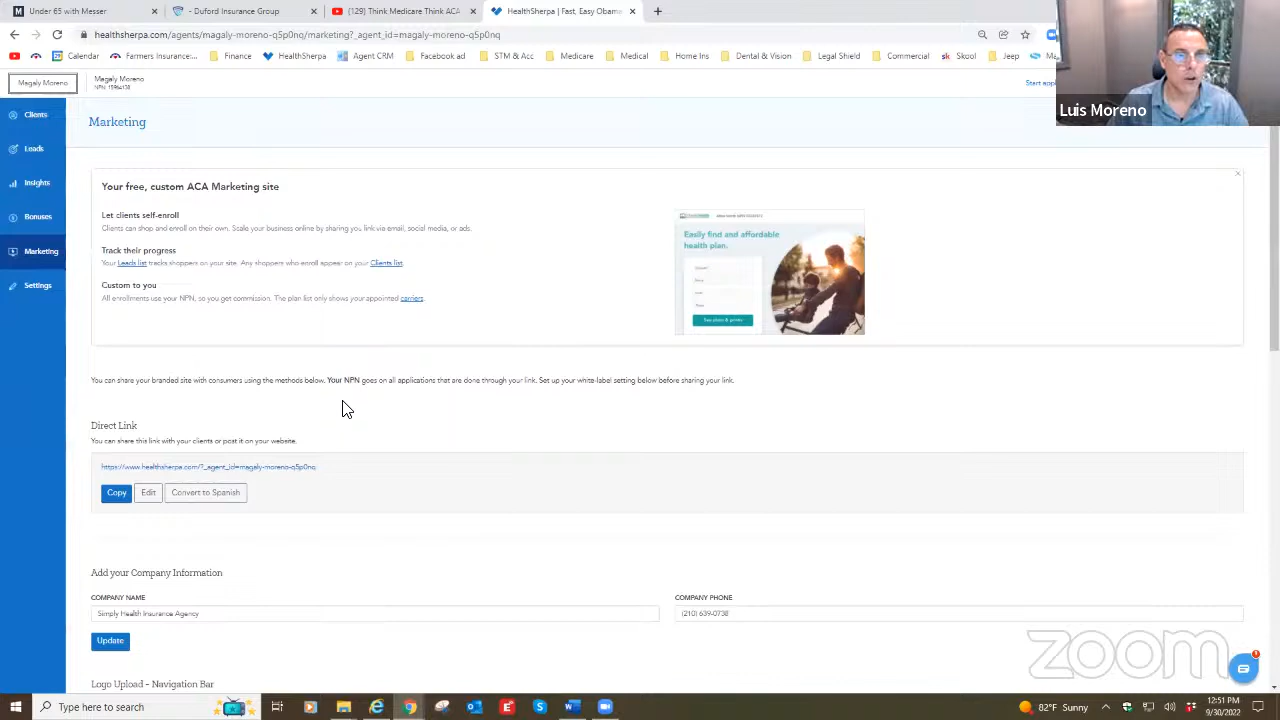 Under 65 with Messer
- Duford Insurance Group
(129) Think Medicare Think ACA
HealthSherpa | Fast, Easy Obama
healthsherpa.com/agents/magaly-moreno-q5p0nq/marketing?_agent_id=magaly-moreno-q5p0nq
Calendar
Farmers Insurance:...
Finance
HealthSherpa
Agent CRM
Facebook ad
STM & Acc
Medicare
Medical
Home Ins
Dental & Vision
Legal Shield
Commercial
sk Skool
Jeep
Magaly Moreno
Magaly Moreno
NPN: 15964138
Start appl
Luis Moreno
Clients
Leads
Insights
Bonuses
Marketing
Settings
Marketing
Your free, custom ACA Marketing site
Let clients self-enroll
Clients can shop and enroll on their own. Scale your business online by sharing you link via email, social media, or ads.
Track their progress
Your Leads list tracks shoppers on your site. Any shoppers who enroll appear on your Clients list.
Custom to you
All enrollments use your NPN, so you get commission. The plan list only shows your appointed carriers.
Easily find and affordable
health plan.
See plans & prices
You can share your branded site with consumers using the methods below. Your NPN goes on all applications that are done through your link. Set up your white-label setting below before sharing your link.
Direct Link
You can share this link with your clients or post it on your website.
https://www.healthsherpa.com/?_agent_id=magaly-moreno-q5p0nq
Copy
Edit
Convert to Spanish
Add your Company Information
COMPANY NAME
COMPANY PHONE
Simply Health Insurance Agency
(210) 639-0738
Update
Logo Upload - Navigation Bar
zoom
Type here to search
82°F Sunny
12:51 PM
9/30/2022